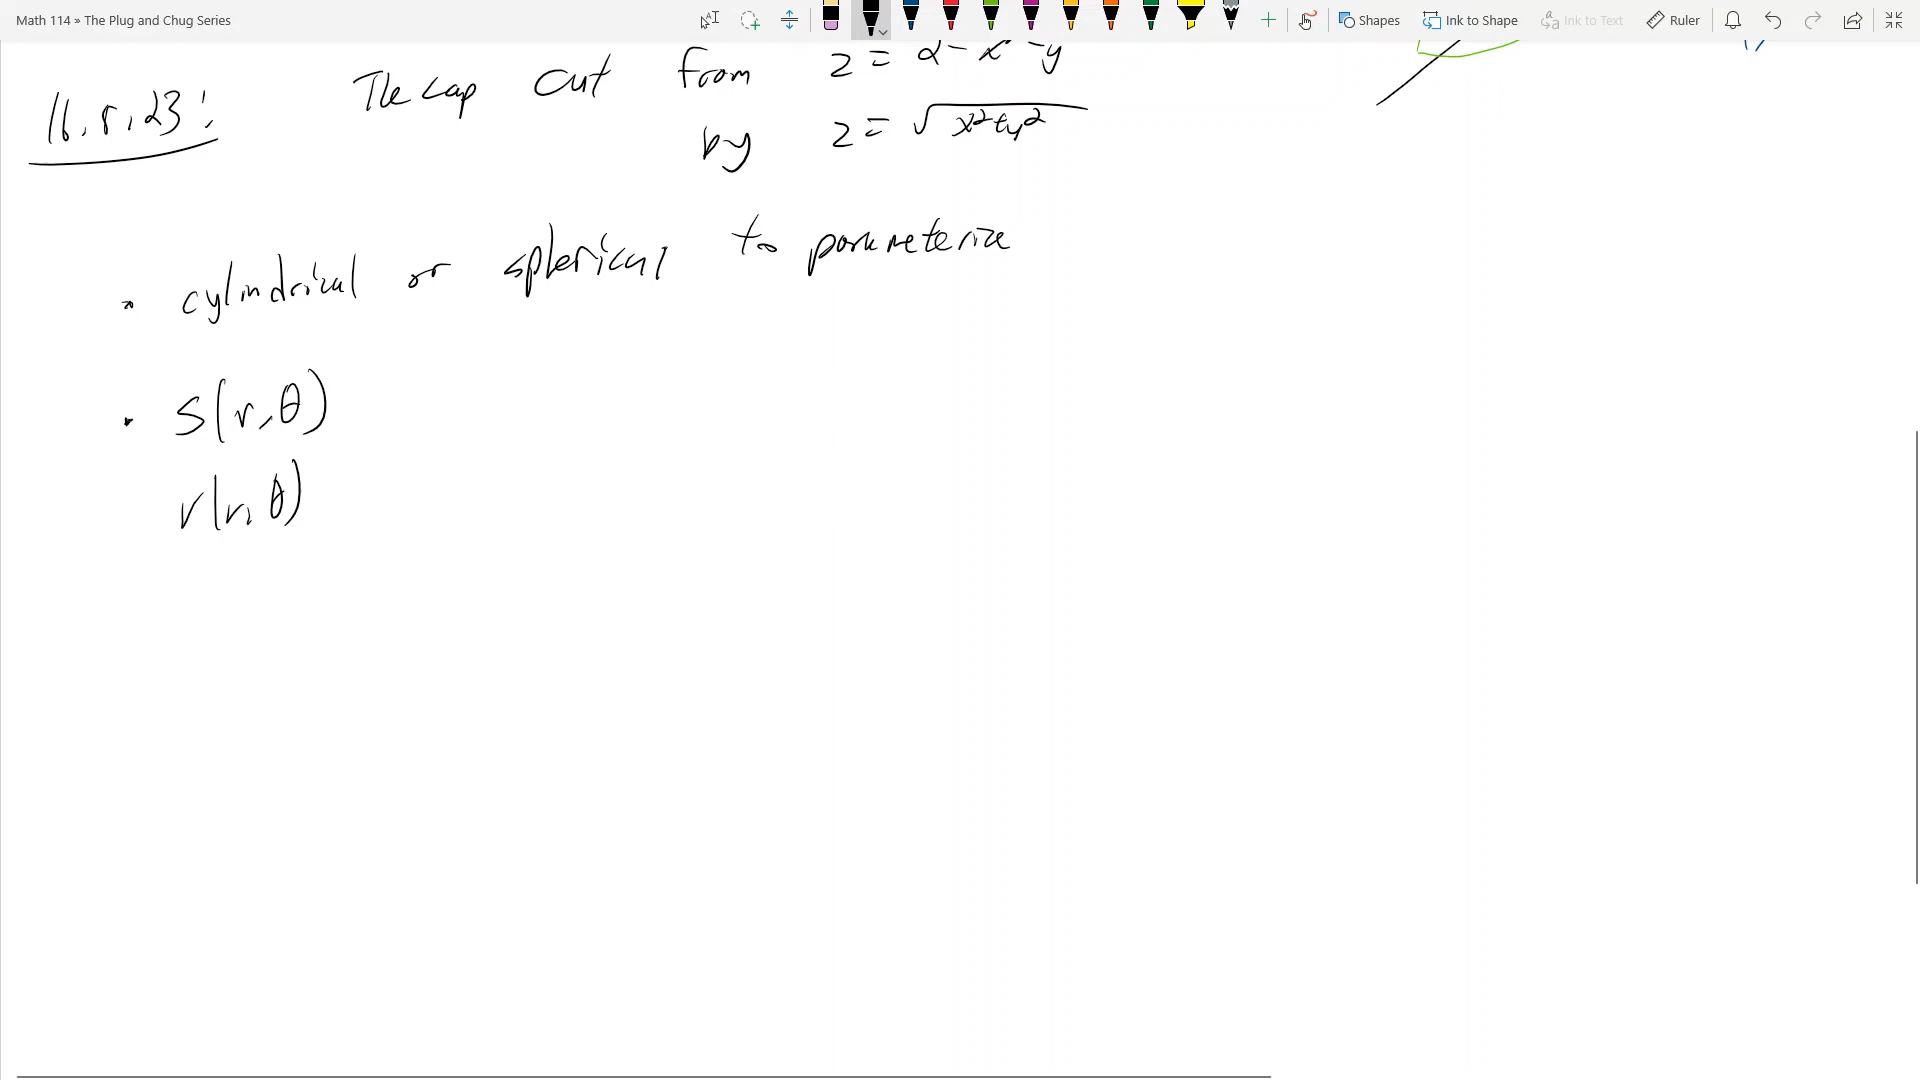 Math 114 » The Plug and Chug Series
Shapes
Ink to Shape
Ink to Text
Ruler
16.5.23: The cap cut from z = 2 - x² - y
by z = √x²+y²
• cylindrical or spherical to parameterize
• S(r, θ)
r(r, θ)